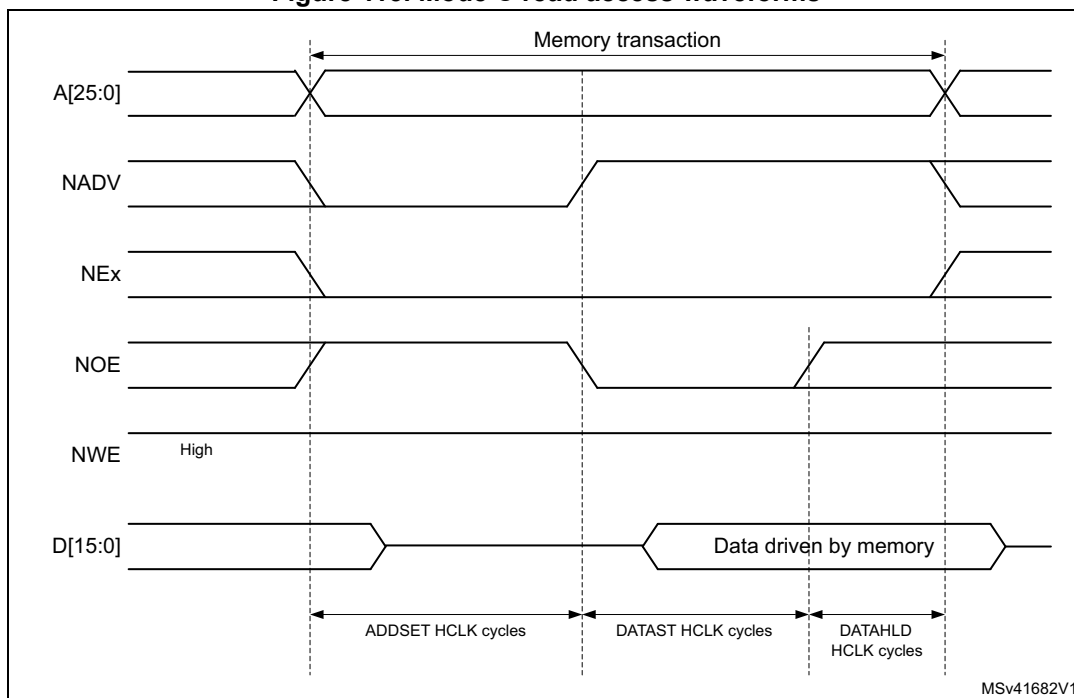 Memory transaction
A[25:0]
NADV
NEx
NOE
NWE
High
D[15:0]
Data driven by memory
ADDSET HCLK cycles
DATAST HCLK cycles
DATAHLD
HCLK cycles
MSv41682V1